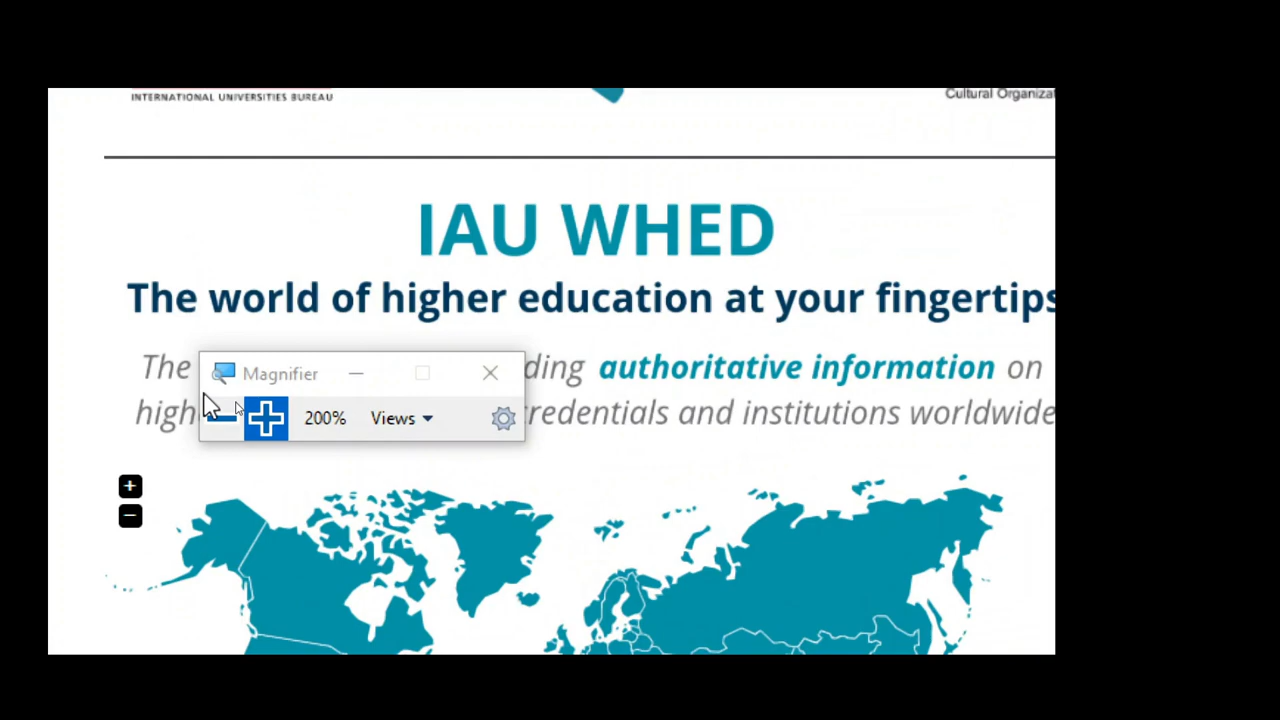 INTERNATIONAL UNIVERSITIES BUREAU
Cultural Organizat
IAU WHED
The world of higher education at your fingertips
The ding authoritative information on
high credentials and institutions worldwide
Magnifier
200% Views
+
−